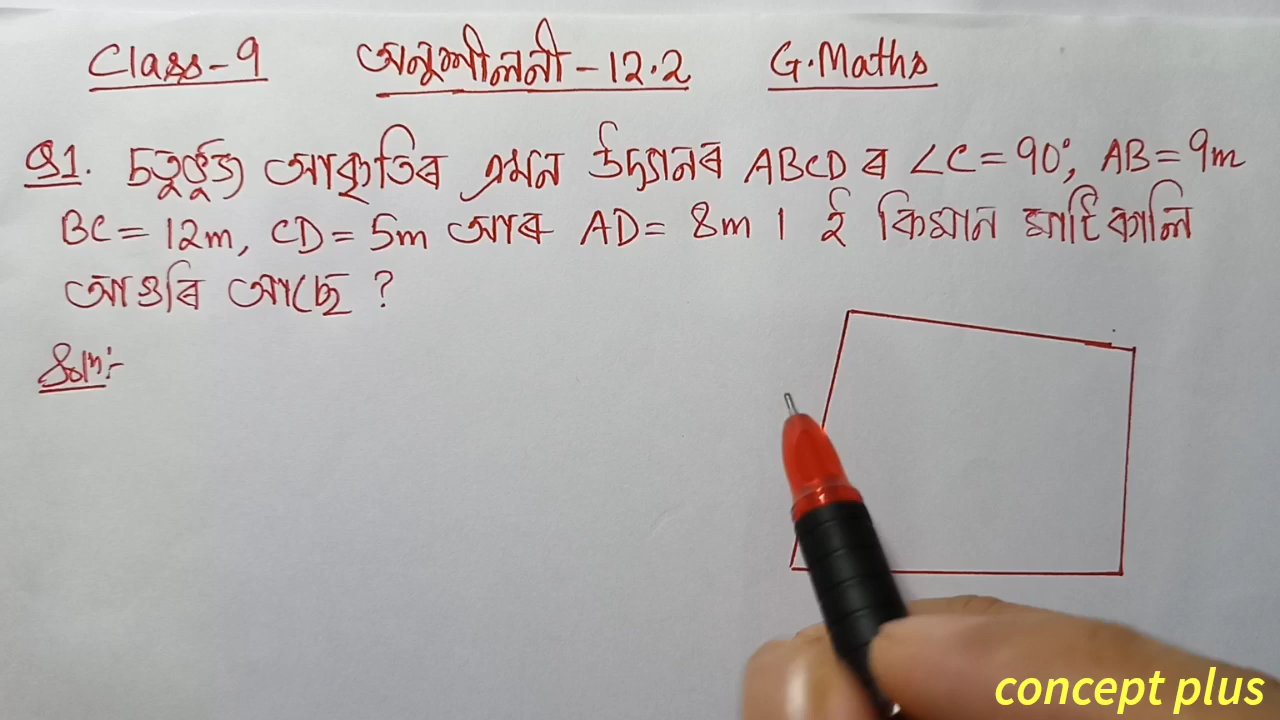 Class-9 অনুশীলনী-12.2 G.Maths
Q1. চতুৰ্ভুজ আকৃতিৰ এখন উদ্যানৰ ABCD ৰ ∠C = 90°, AB = 9m
BC = 12m, CD = 5m আৰু AD = 8m । ই কিমান মাটিকালি
আগুৰি আছে ?
Solⁿ:-
concept plus